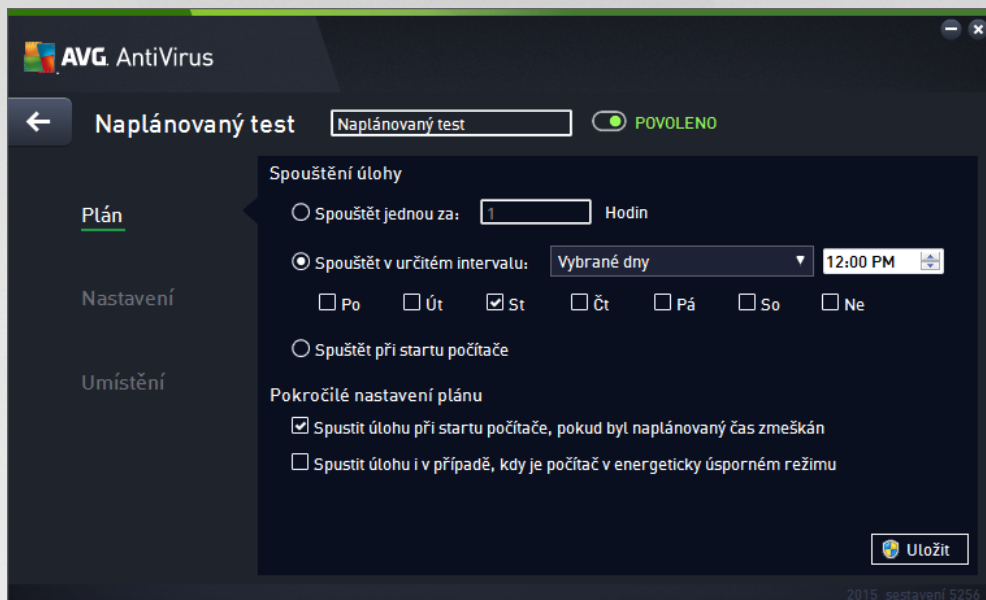 AVG. AntiVirus
Naplánovaný test
Naplánovaný test
POVOLENO
Plán
Nastavení
Umístění
Spouštění úlohy
Spouštět jednou za: 1 Hodin
Spouštět v určitém intervalu: Vybrané dny 12:00 PM
Po Út St Čt Pá So Ne
Spuštět při startu počítače
Pokročilé nastavení plánu
Spustit úlohu při startu počítače, pokud byl naplánovaný čas zmeškán
Spustit úlohu i v případě, kdy je počítač v energeticky úsporném režimu
Uložit
2015 sestavení 5256